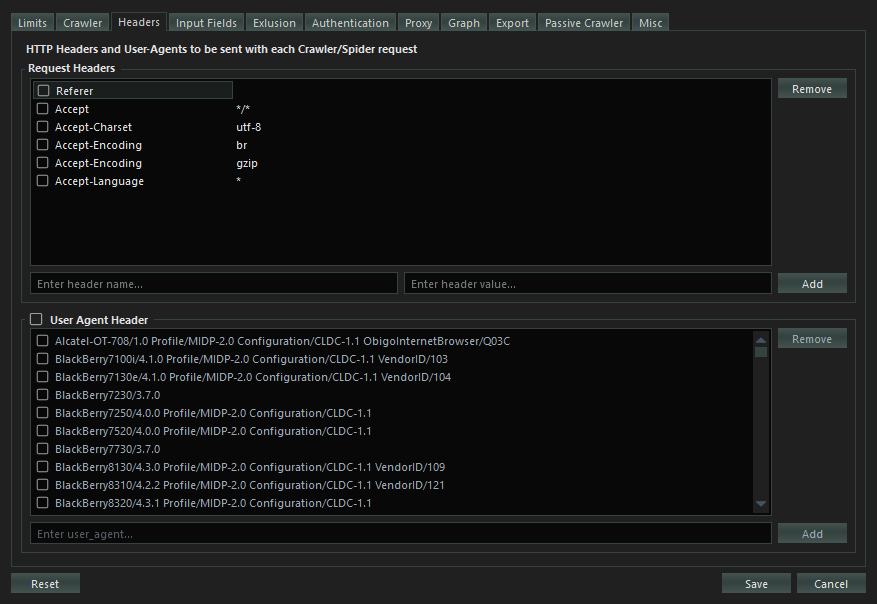 Limits Crawler Headers Input Fields Exlusion Authentication Proxy Graph Export Passive Crawler Misc
HTTP Headers and User-Agents to be sent with each Crawler/Spider request
Request Headers
Referer
Remove
Accept */*
Accept-Charset utf-8
Accept-Encoding br
Accept-Encoding gzip
Accept-Language *
Enter header name... Enter header value... Add
User Agent Header
Alcatel-OT-708/1.0 Profile/MIDP-2.0 Configuration/CLDC-1.1 ObigoInternetBrowser/Q03C
Remove
BlackBerry7100i/4.1.0 Profile/MIDP-2.0 Configuration/CLDC-1.1 VendorID/103
BlackBerry7130e/4.1.0 Profile/MIDP-2.0 Configuration/CLDC-1.1 VendorID/104
BlackBerry7230/3.7.0
BlackBerry7250/4.0.0 Profile/MIDP-2.0 Configuration/CLDC-1.1
BlackBerry7520/4.0.0 Profile/MIDP-2.0 Configuration/CLDC-1.1
BlackBerry7730/3.7.0
BlackBerry8130/4.3.0 Profile/MIDP-2.0 Configuration/CLDC-1.1 VendorID/109
BlackBerry8310/4.2.2 Profile/MIDP-2.0 Configuration/CLDC-1.1 VendorID/121
BlackBerry8320/4.3.1 Profile/MIDP-2.0 Configuration/CLDC-1.1
Enter user_agent... Add
Reset Save Cancel